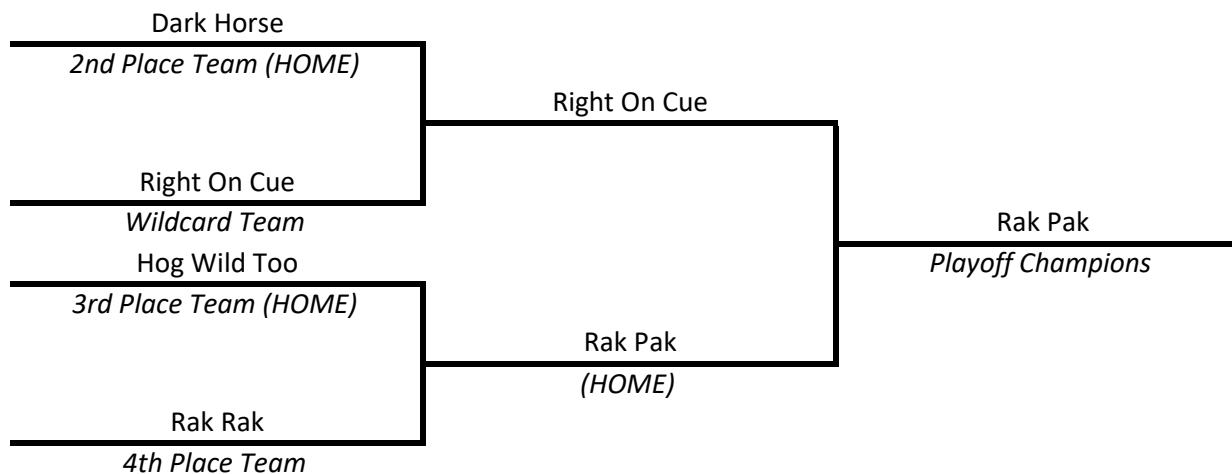 Dark Horse
2nd Place Team (HOME)
Right On Cue
Right On Cue
Wildcard Team
Rak Pak
Playoff Champions
Hog Wild Too
3rd Place Team (HOME)
Rak Pak
(HOME)
Rak Rak
4th Place Team